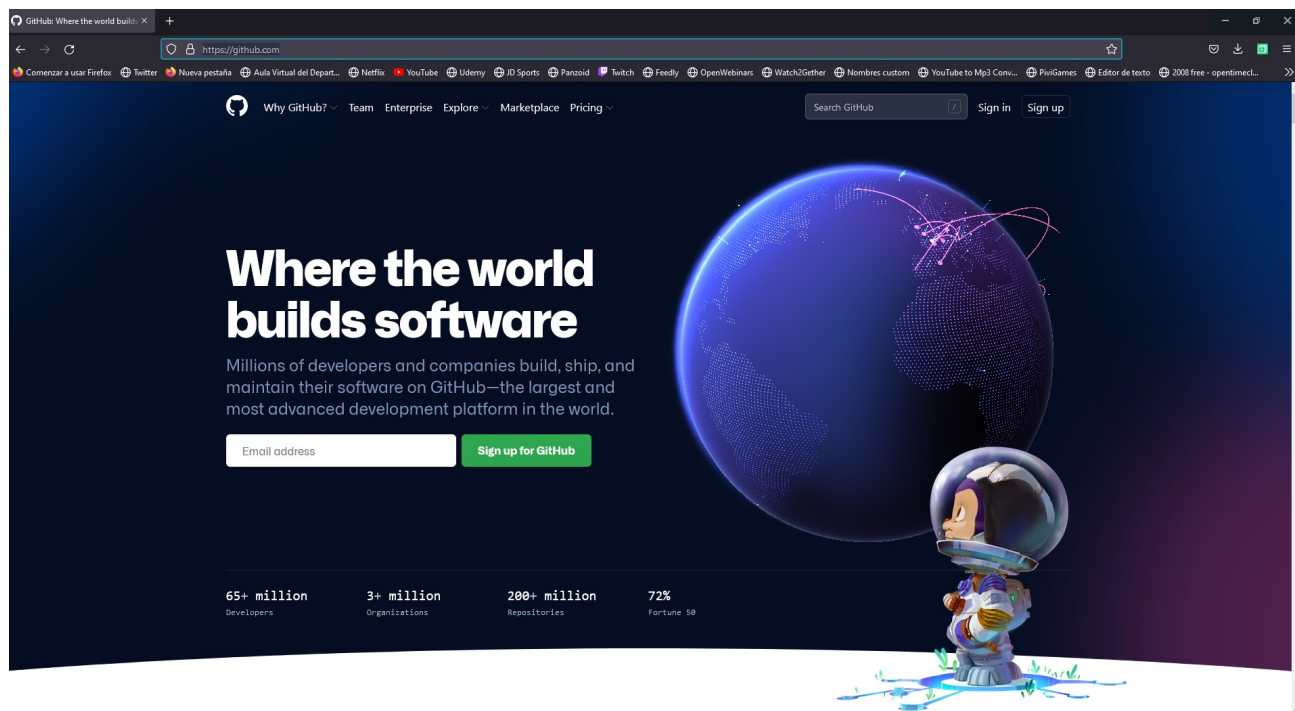 GitHub: Where the world builds
https://github.com
Comenzar a usar Firefox Twitter Nueva pestaña Aula Virtual del Depart... Netflix YouTube Udemy JD Sports Panzoid Twitch Feedly OpenWebinars Watch2Gether Nombres custom YouTube to Mp3 Conv... PiviGames Editor de texto 2008 free - opentimecl...
Why GitHub? Team Enterprise Explore Marketplace Pricing Search GitHub / Sign in Sign up
Where the world
builds software
Millions of developers and companies build, ship, and
maintain their software on GitHub—the largest and
most advanced development platform in the world.
Email address Sign up for GitHub
65+ million 3+ million 200+ million 72%
Developers Organizations Repositories Fortune 50